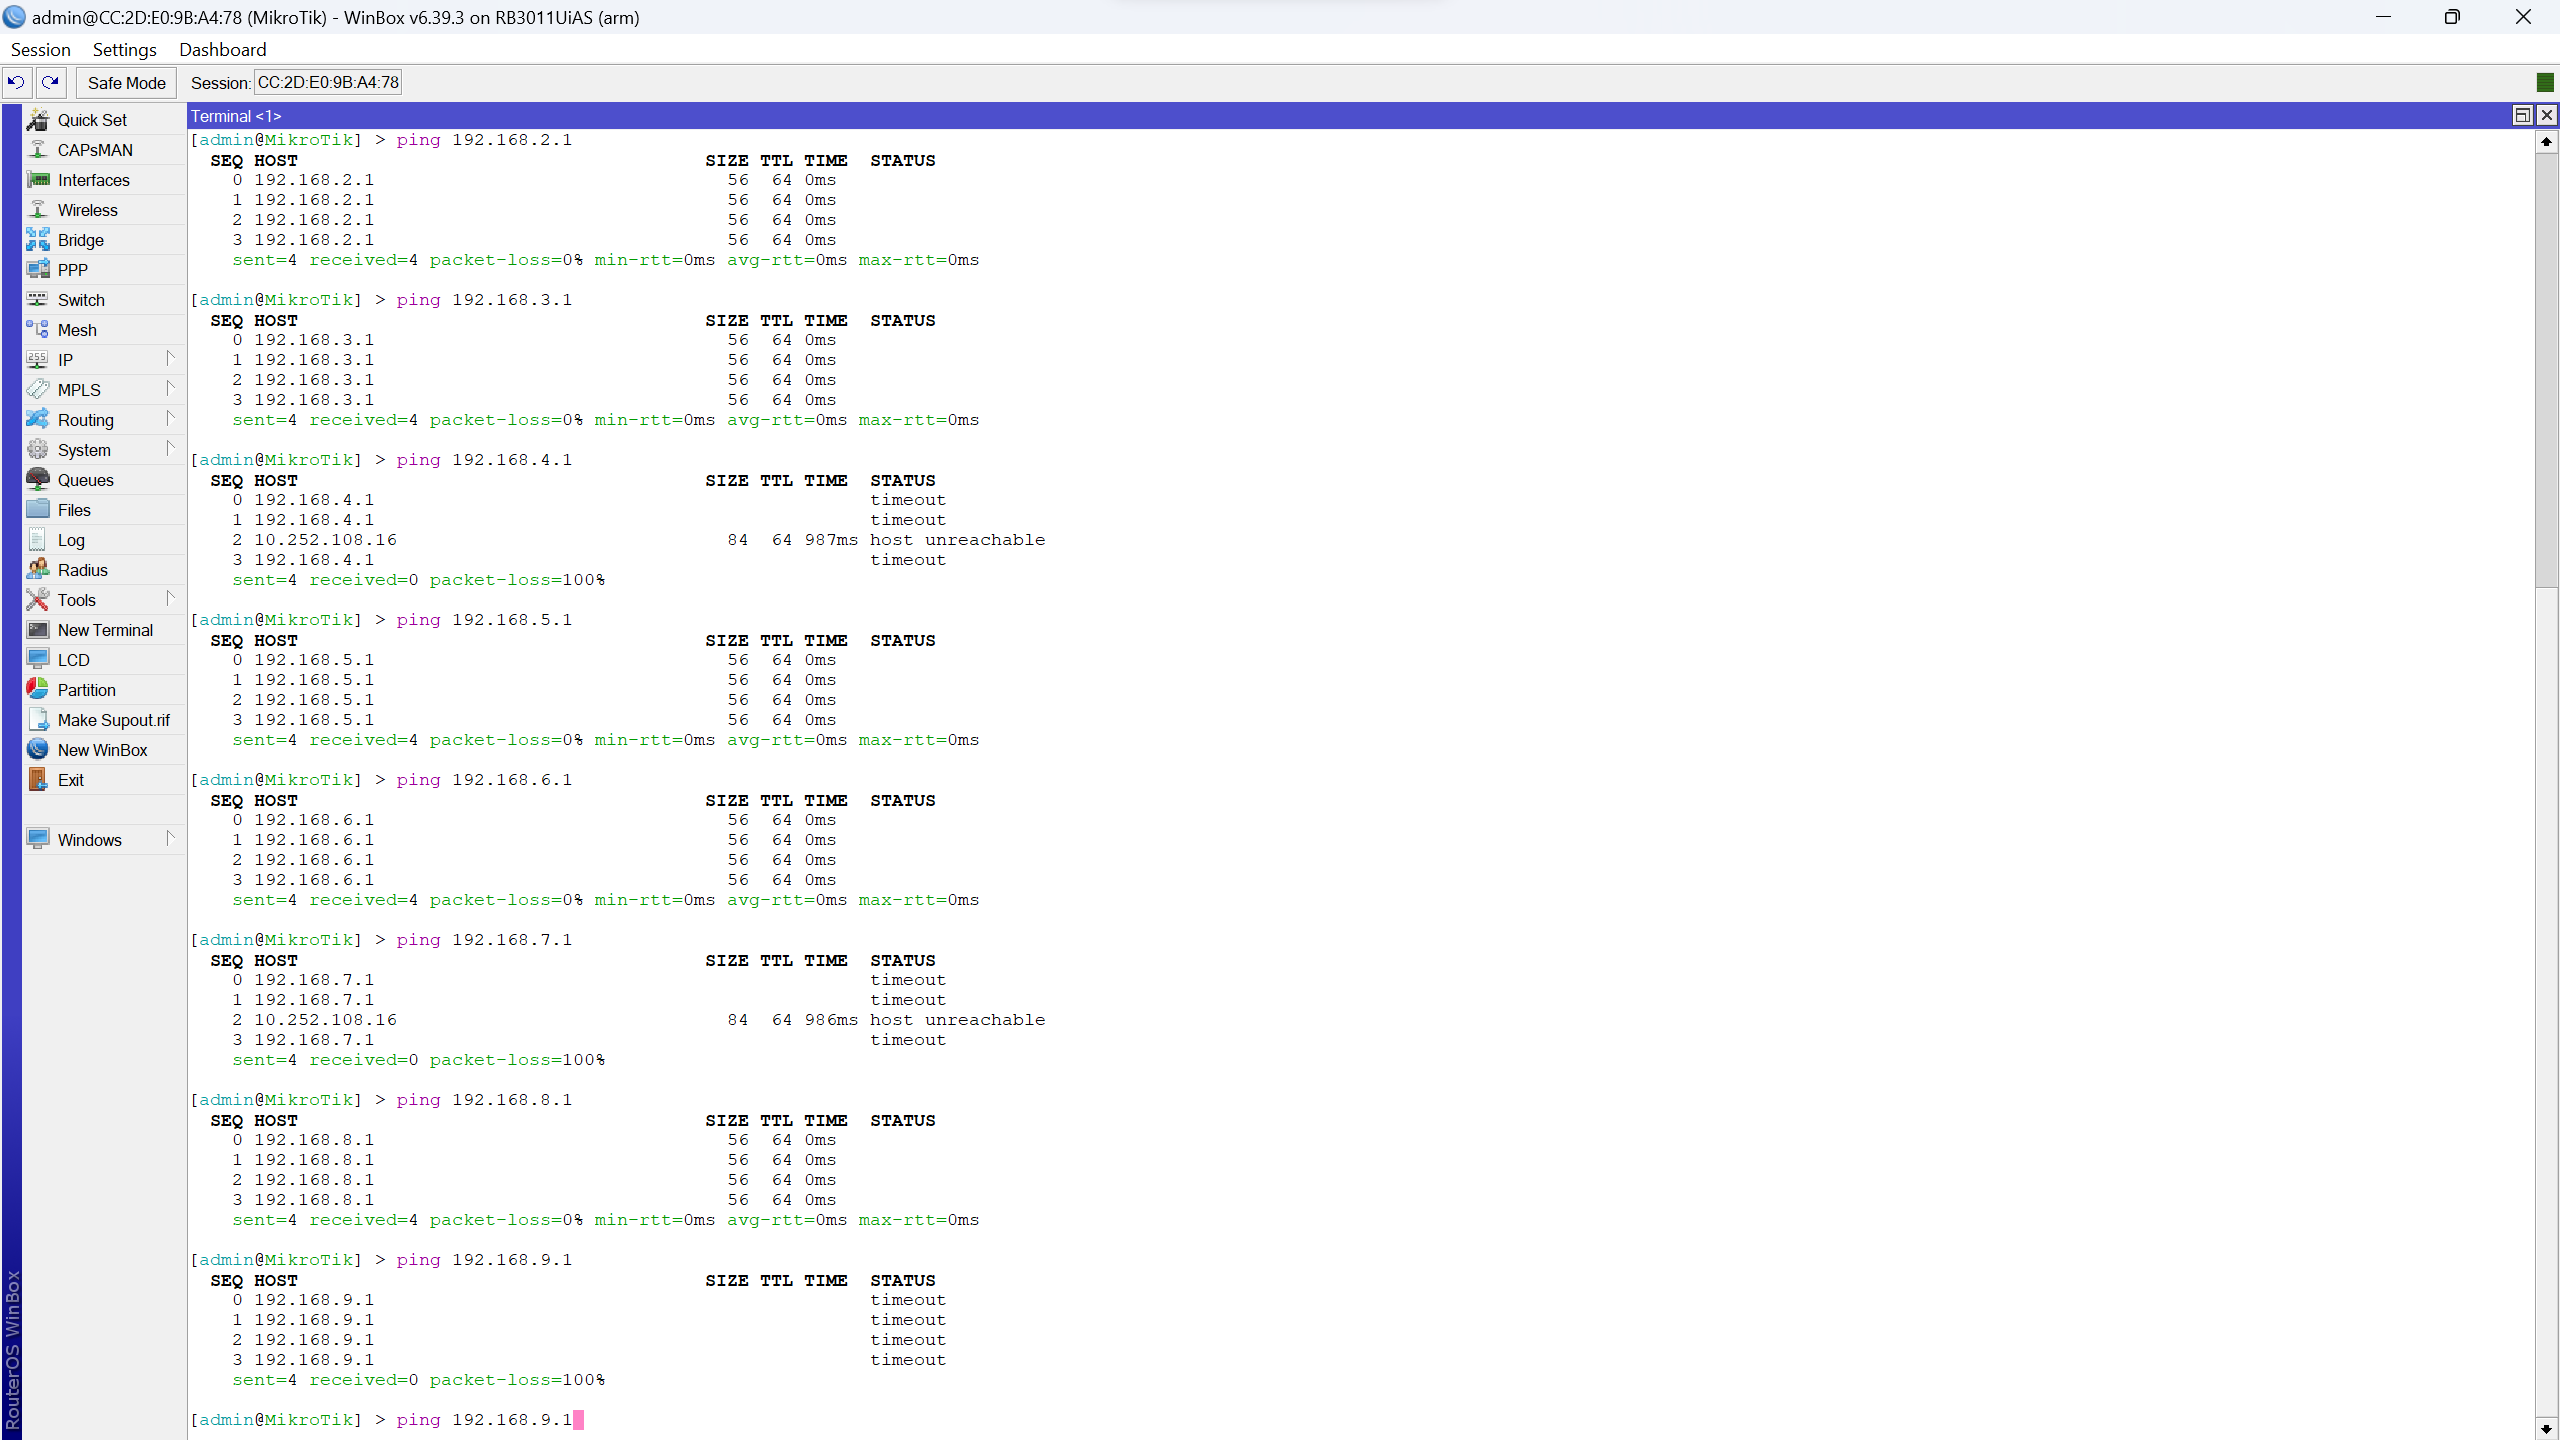 admin@CC:2D:E0:9B:A4:78 (MikroTik) - WinBox v6.39.3 on RB3011UiAS (arm)
Session Settings Dashboard
Safe Mode Session: CC:2D:E0:9B:A4:78
Quick Set
CAPsMAN
Interfaces
Wireless
Bridge
PPP
Switch
Mesh
IP
MPLS
Routing
System
Queues
Files
Log
Radius
Tools
New Terminal
LCD
Partition
Make Supout.rif
New WinBox
Exit
Windows
RouterOS WinBox
Terminal <1>
[admin@MikroTik] > ping 192.168.2.1
SEQ HOST SIZE TTL TIME STATUS
0 192.168.2.1 56 64 0ms
1 192.168.2.1 56 64 0ms
2 192.168.2.1 56 64 0ms
3 192.168.2.1 56 64 0ms
sent=4 received=4 packet-loss=0% min-rtt=0ms avg-rtt=0ms max-rtt=0ms
[admin@MikroTik] > ping 192.168.3.1
SEQ HOST SIZE TTL TIME STATUS
0 192.168.3.1 56 64 0ms
1 192.168.3.1 56 64 0ms
2 192.168.3.1 56 64 0ms
3 192.168.3.1 56 64 0ms
sent=4 received=4 packet-loss=0% min-rtt=0ms avg-rtt=0ms max-rtt=0ms
[admin@MikroTik] > ping 192.168.4.1
SEQ HOST SIZE TTL TIME STATUS
0 192.168.4.1 timeout
1 192.168.4.1 timeout
2 10.252.108.16 84 64 987ms host unreachable
3 192.168.4.1 timeout
sent=4 received=0 packet-loss=100%
[admin@MikroTik] > ping 192.168.5.1
SEQ HOST SIZE TTL TIME STATUS
0 192.168.5.1 56 64 0ms
1 192.168.5.1 56 64 0ms
2 192.168.5.1 56 64 0ms
3 192.168.5.1 56 64 0ms
sent=4 received=4 packet-loss=0% min-rtt=0ms avg-rtt=0ms max-rtt=0ms
[admin@MikroTik] > ping 192.168.6.1
SEQ HOST SIZE TTL TIME STATUS
0 192.168.6.1 56 64 0ms
1 192.168.6.1 56 64 0ms
2 192.168.6.1 56 64 0ms
3 192.168.6.1 56 64 0ms
sent=4 received=4 packet-loss=0% min-rtt=0ms avg-rtt=0ms max-rtt=0ms
[admin@MikroTik] > ping 192.168.7.1
SEQ HOST SIZE TTL TIME STATUS
0 192.168.7.1 timeout
1 192.168.7.1 timeout
2 10.252.108.16 84 64 986ms host unreachable
3 192.168.7.1 timeout
sent=4 received=0 packet-loss=100%
[admin@MikroTik] > ping 192.168.8.1
SEQ HOST SIZE TTL TIME STATUS
0 192.168.8.1 56 64 0ms
1 192.168.8.1 56 64 0ms
2 192.168.8.1 56 64 0ms
3 192.168.8.1 56 64 0ms
sent=4 received=4 packet-loss=0% min-rtt=0ms avg-rtt=0ms max-rtt=0ms
[admin@MikroTik] > ping 192.168.9.1
SEQ HOST SIZE TTL TIME STATUS
0 192.168.9.1 timeout
1 192.168.9.1 timeout
2 192.168.9.1 timeout
3 192.168.9.1 timeout
sent=4 received=0 packet-loss=100%
[admin@MikroTik] > ping 192.168.9.1